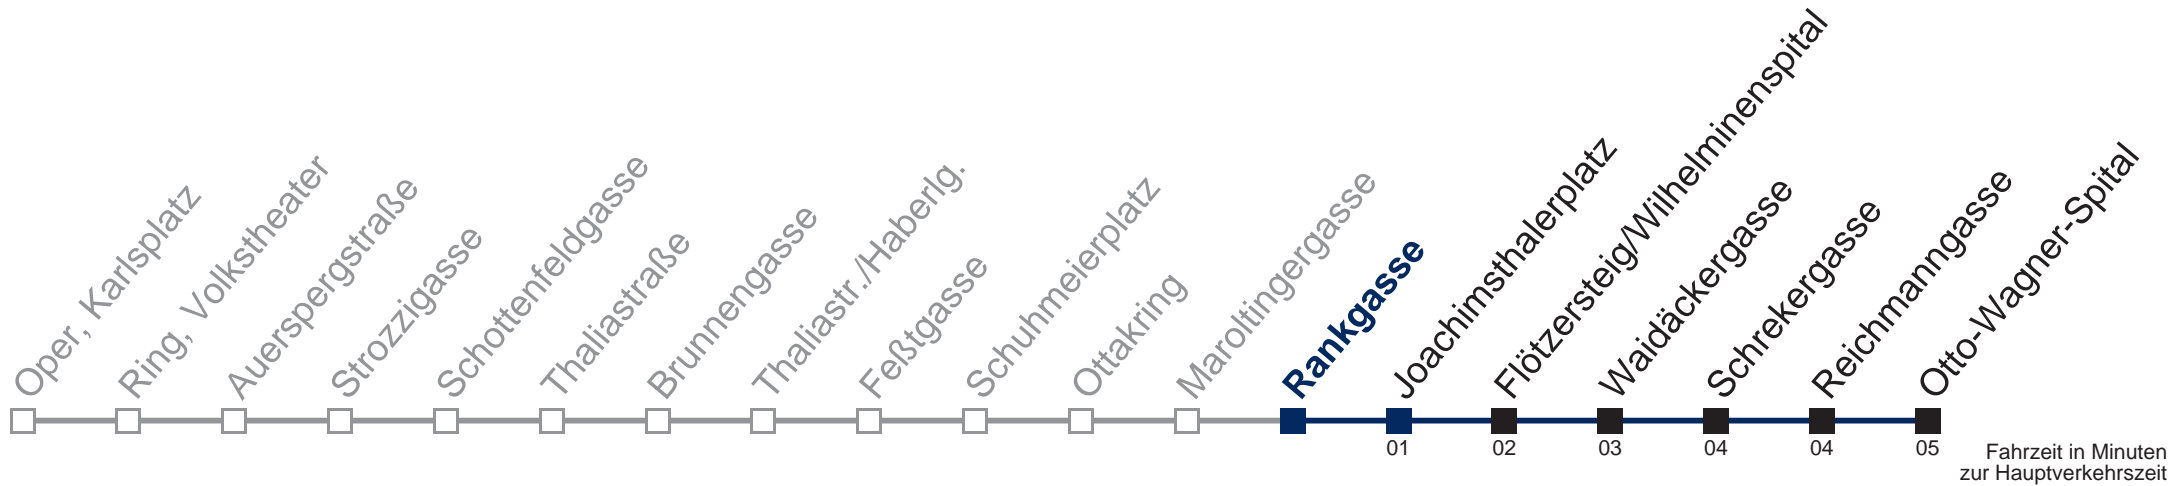 Oper, Karlsplatz
Ring, Volkstheater
Auerspergstraße
Strozzigasse
Schottenfeldgasse
Thaliastraße
Brunnengasse
Thaliastr./Haberlg.
Feßtgasse
Schuhmeierplatz
Ottakring
Maroltingergasse
Rankgasse
Joachimsthalerplatz
Flötzersteig/Wilhelminenspital
Waidäckergasse
Schrekergasse
Reichmanngasse
Otto-Wagner-Spital
01 02 03 04 04 05
Fahrzeit in Minuten
zur Hauptverkehrszeit